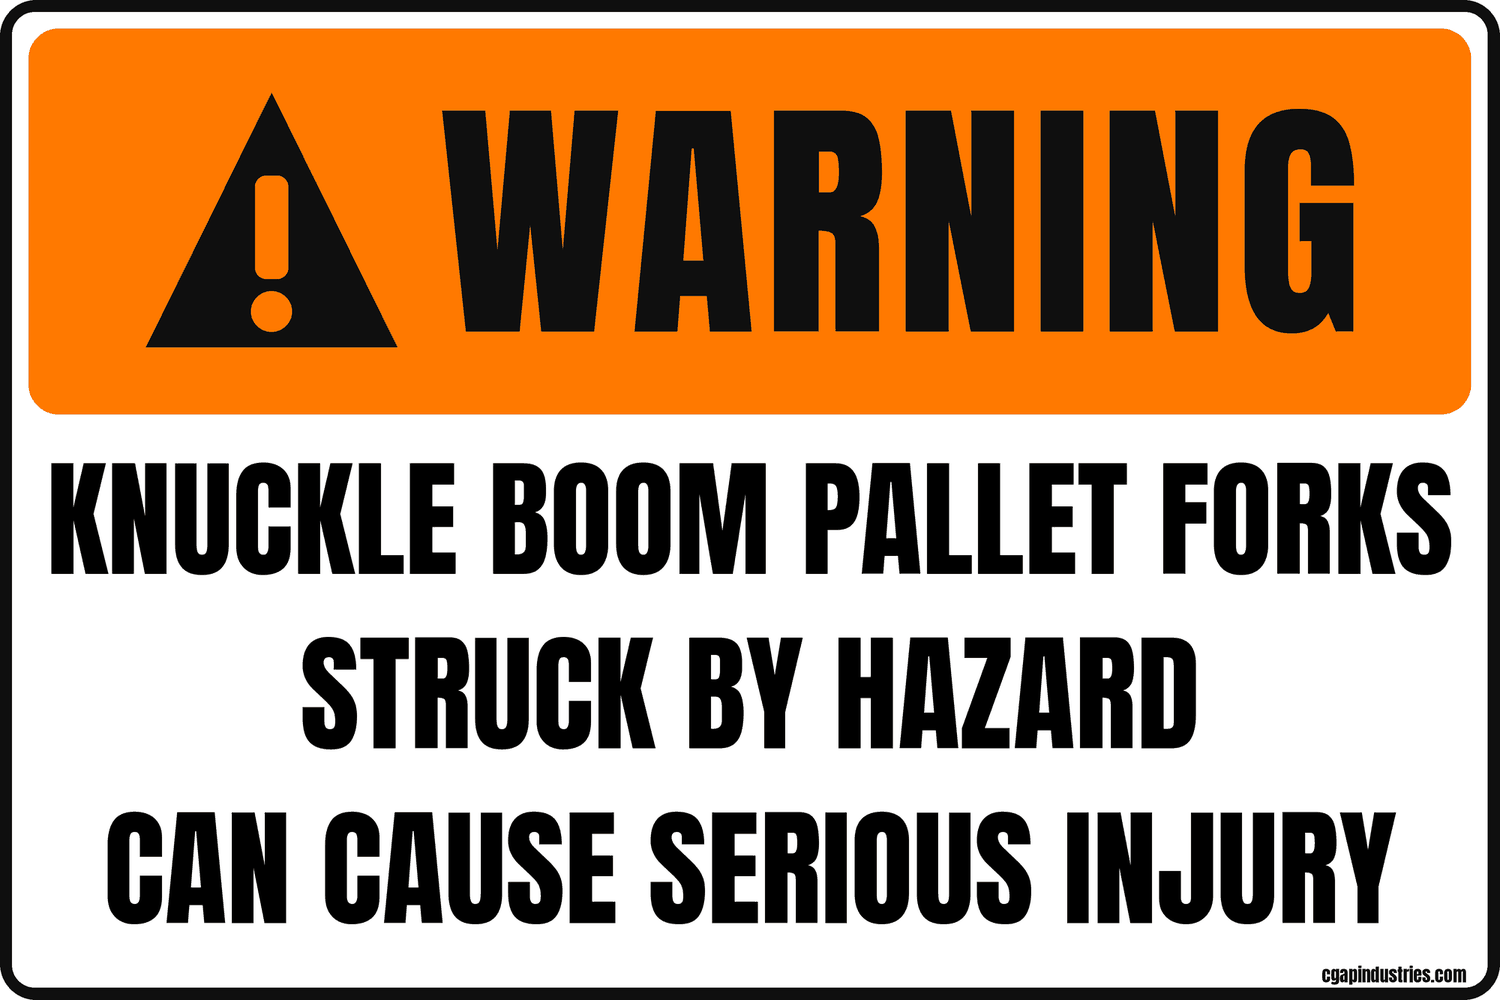 WARNING
KNUCKLE BOOM PALLET FORKS
STRUCK BY HAZARD
CAN CAUSE SERIOUS INJURY
cgapindustries.com